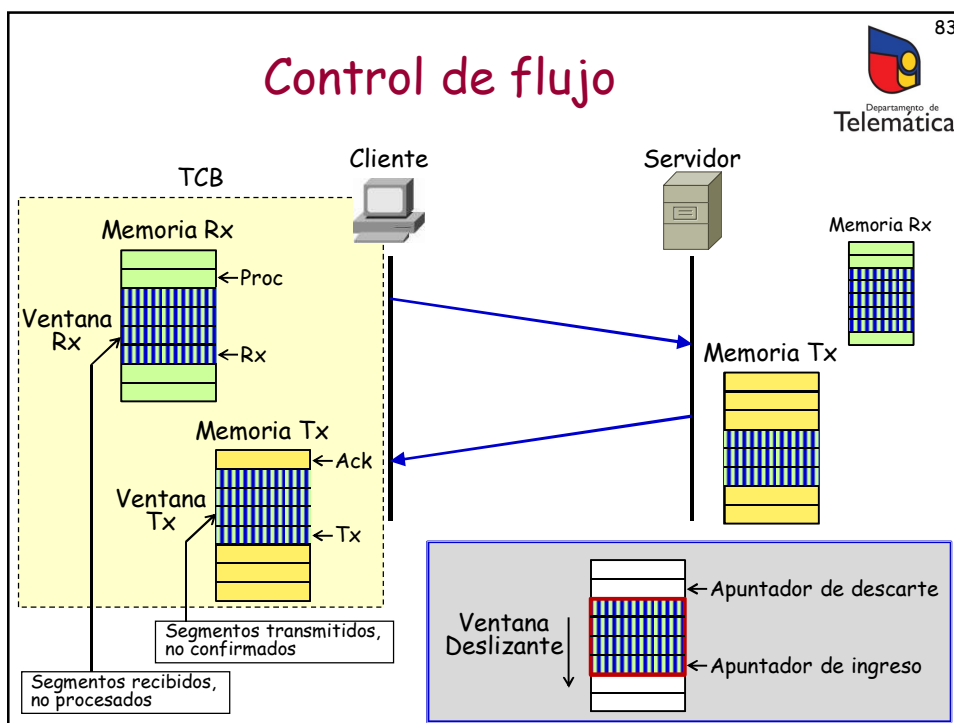 83
Control de flujo
Departamento de
Telemática
Cliente
Servidor
TCB
Memoria Rx
Proc
Ventana
Rx
Rx
Memoria Rx
Memoria Tx
Memoria Tx
Ack
Ventana
Tx
Tx
Segmentos transmitidos,
no confirmados
Segmentos recibidos,
no procesados
Apuntador de descarte
Ventana
Deslizante
Apuntador de ingreso